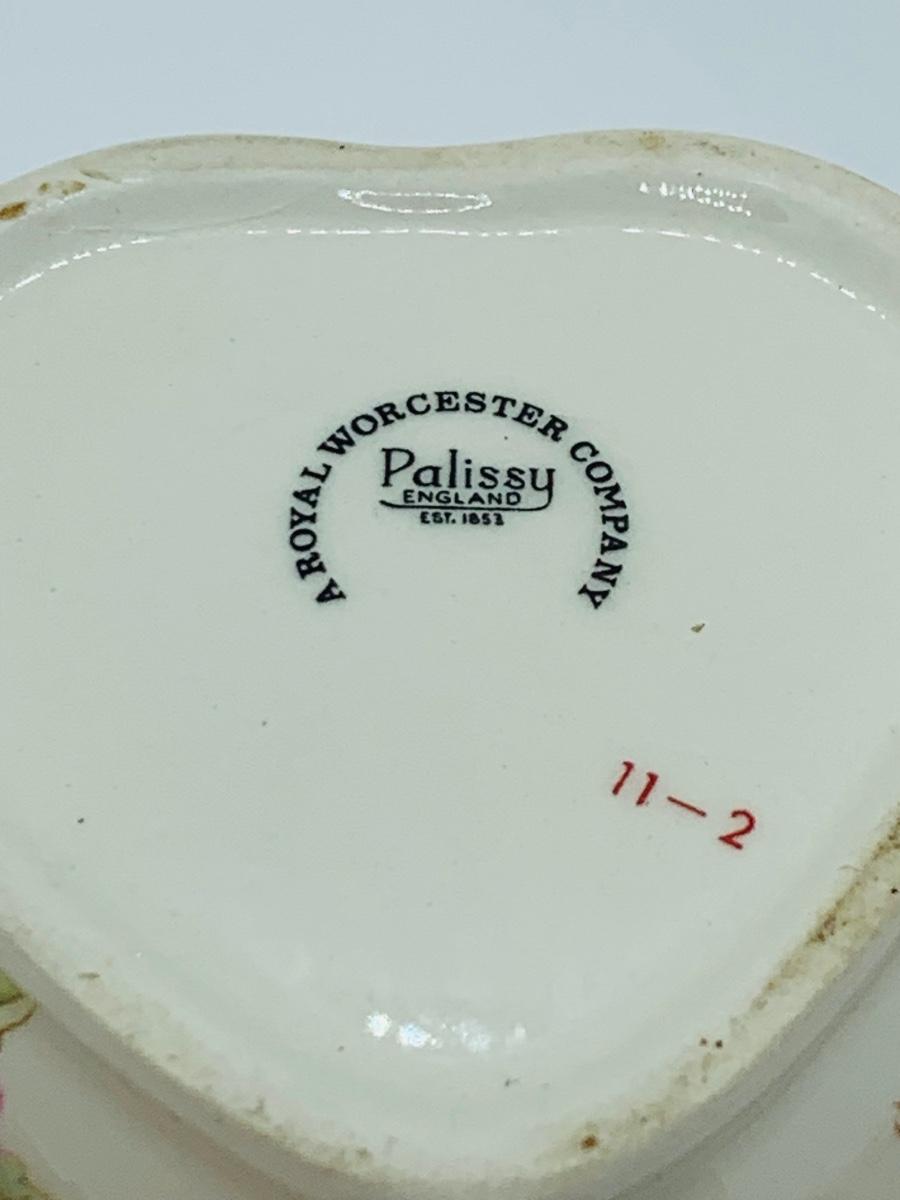 A ROYAL WORCESTER COMPANY
Palissy
ENGLAND
EST. 1853
11-2